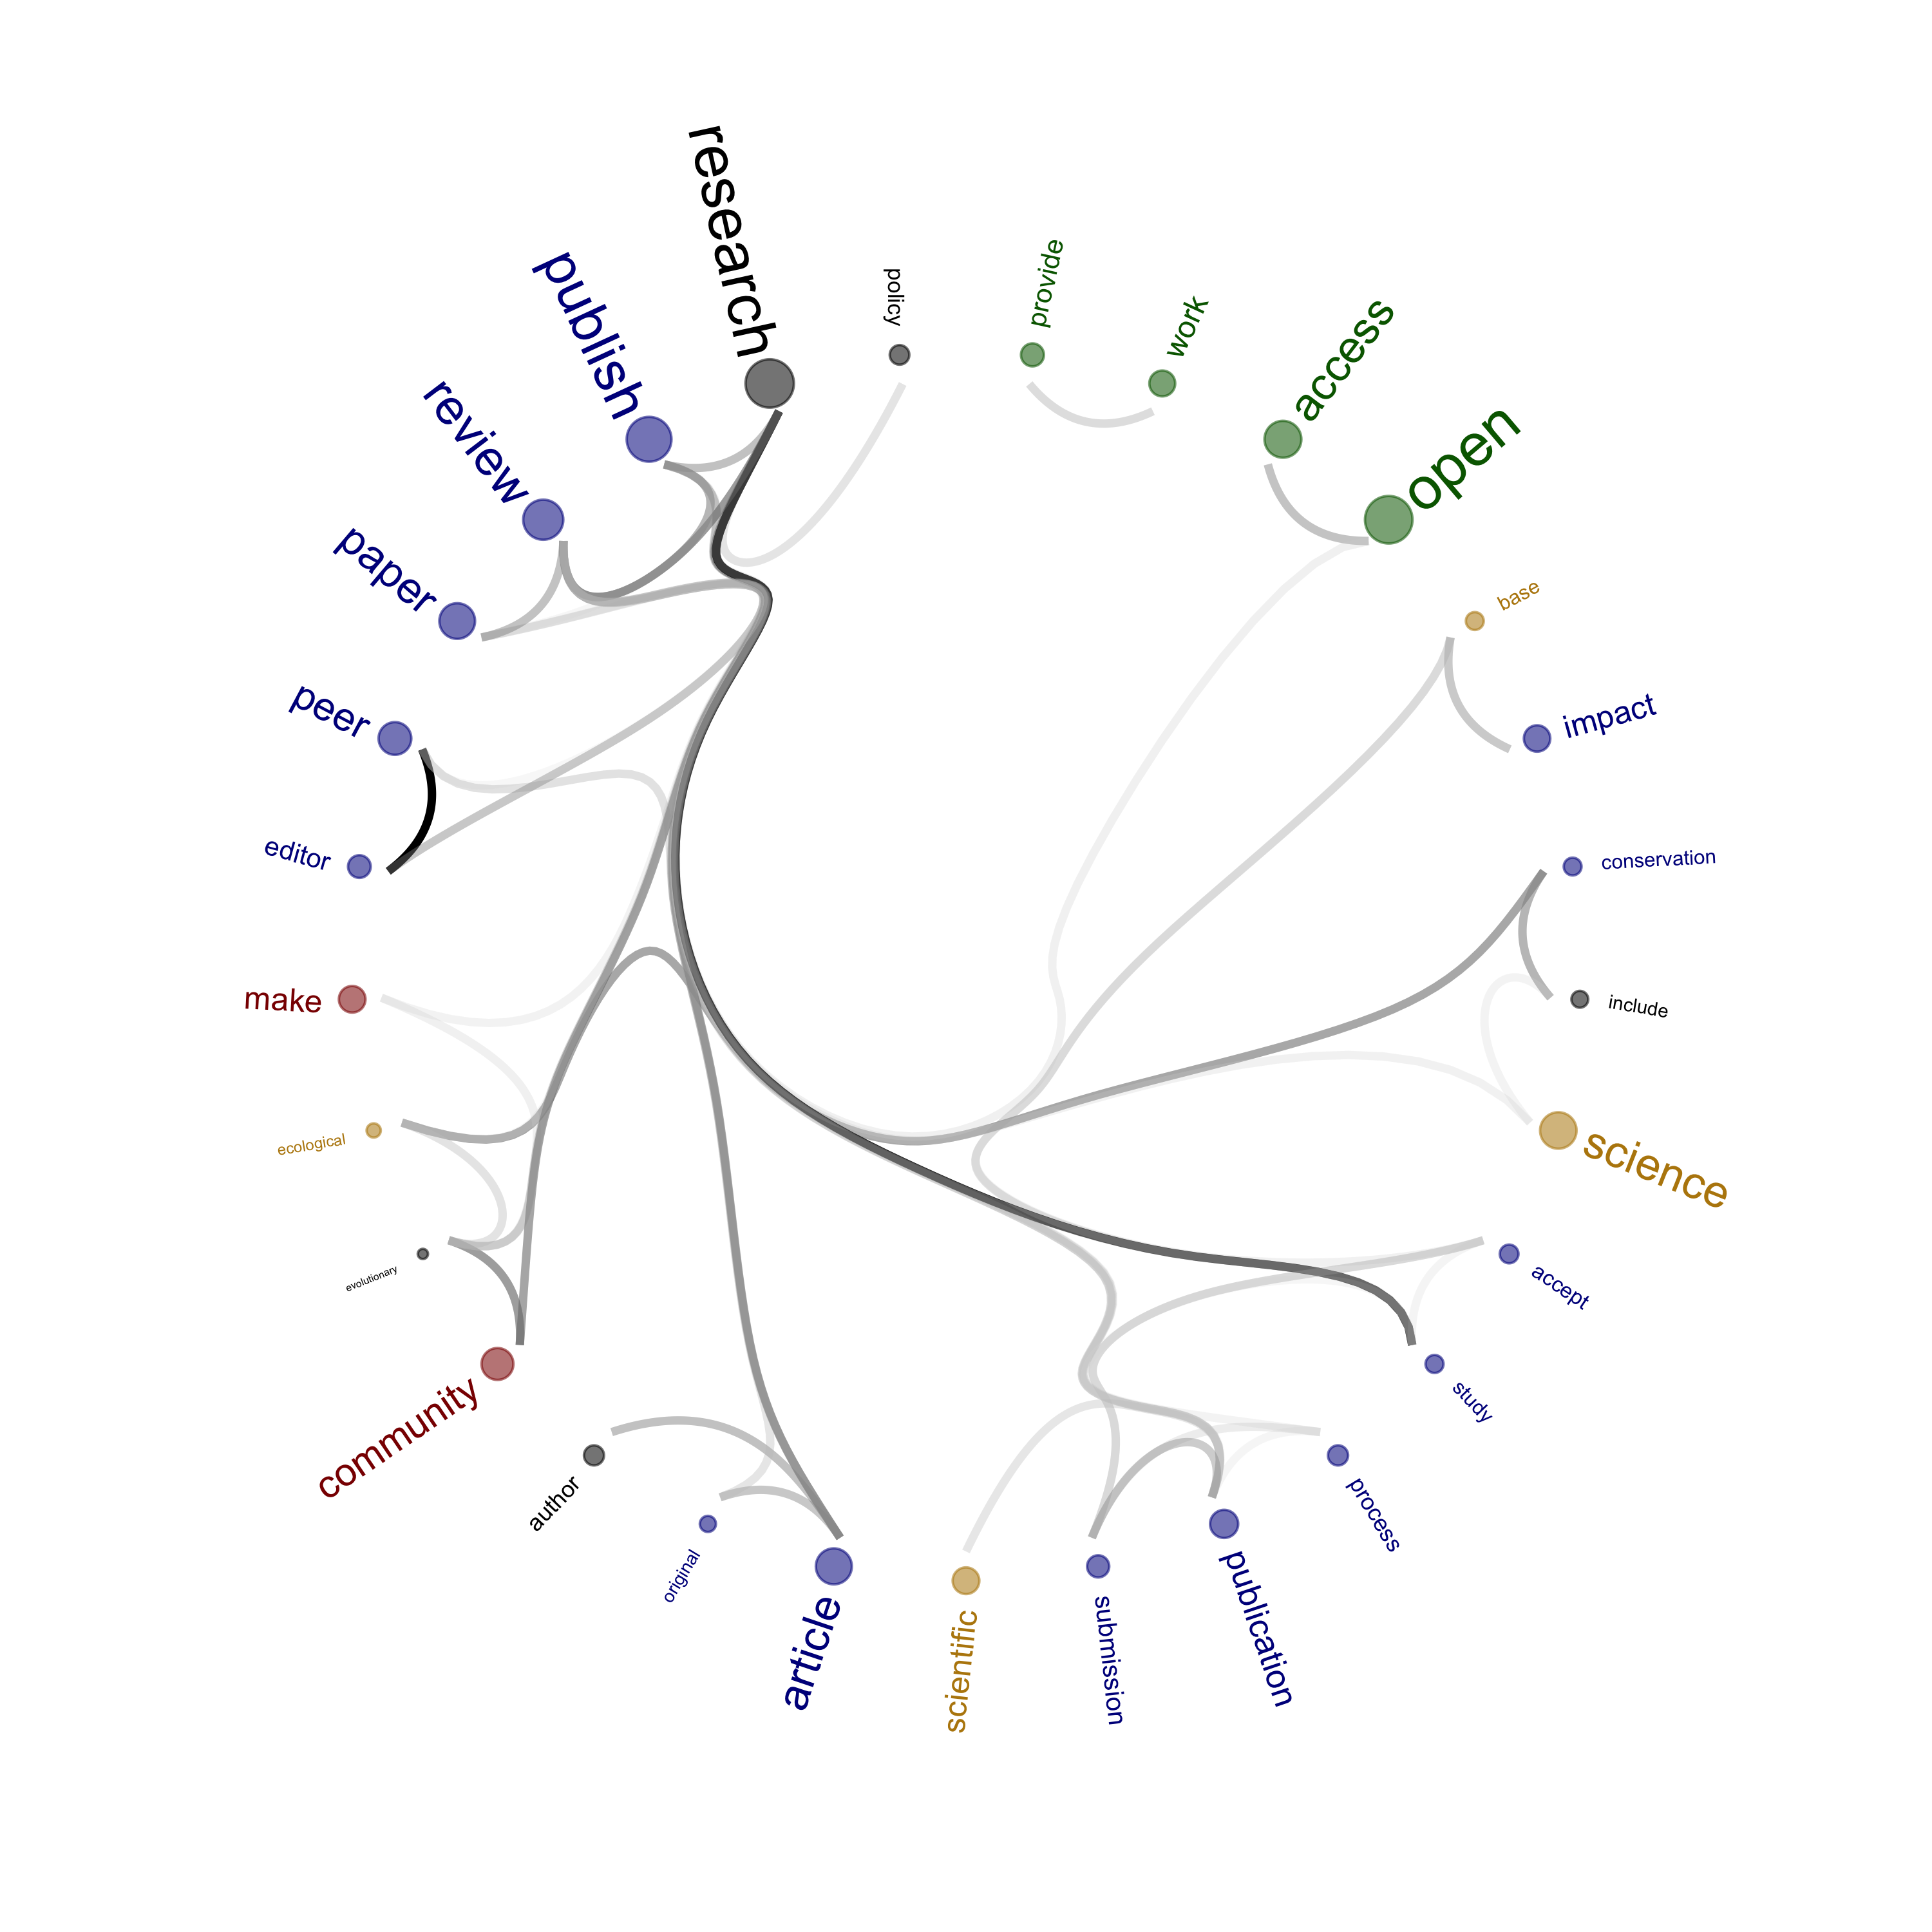 research
policy
provide
work
access
open
base
impact
conservation
include
science
accept
study
process
publication
submission
scientific
article
original
author
community
evolutionary
ecological
make
editor
peer
paper
review
publish